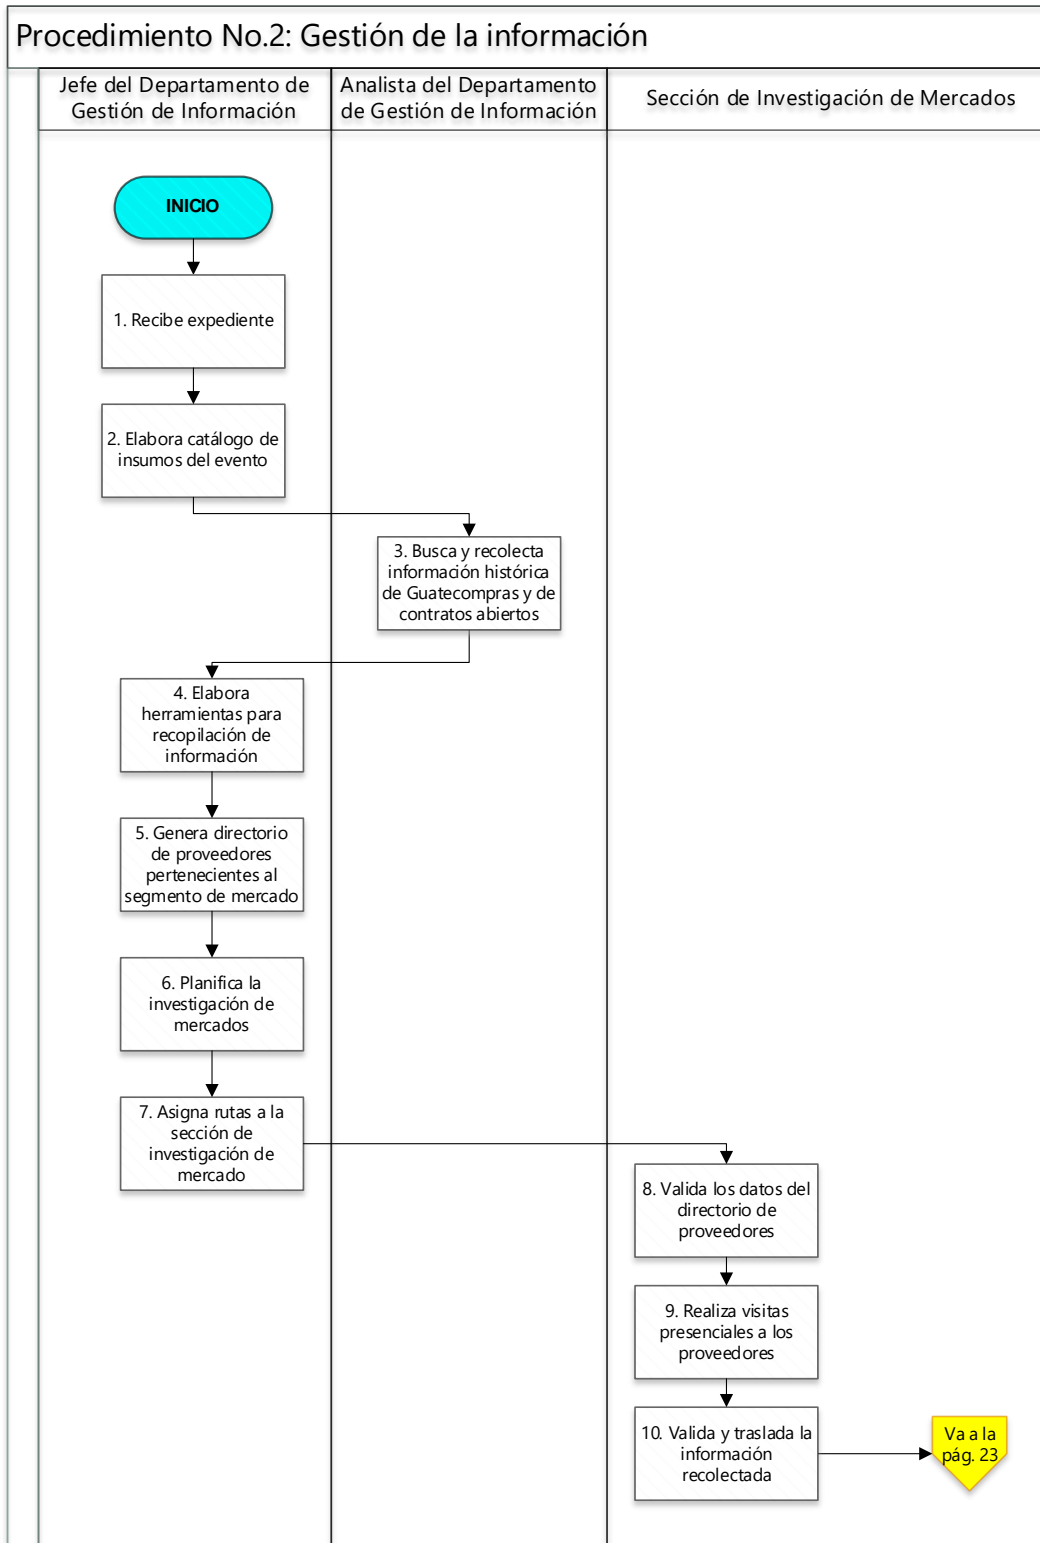 Procedimiento No.2: Gestión de la información
Jefe del Departamento de
Gestión de Información
Analista del Departamento
de Gestión de Información
Sección de Investigación de Mercados
INICIO
1. Recibe expediente
2. Elabora catálogo de
insumos del evento
3. Busca y recolecta
información histórica
de Guatecompras y de
contratos abiertos
4. Elabora
herramientas para
recopilación de
información
5. Genera directorio
de proveedores
pertenecientes al
segmento de mercado
6. Planifica la
investigación de
mercados
7. Asigna rutas a la
sección de
investigación de
mercado
8. Valida los datos del
directorio de
proveedores
9. Realiza visitas
presenciales a los
proveedores
10. Valida y traslada la
información
recolectada
Va a la
pág. 23